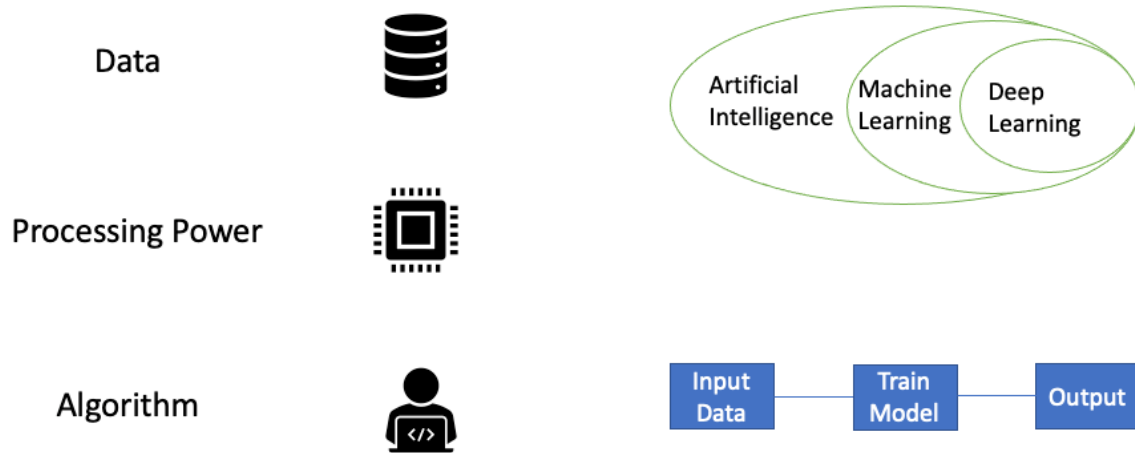 Data
Processing Power
Algorithm
</>
Artificial
Intelligence
Machine
Learning
Deep
Learning
Input
Data
Train
Model
Output